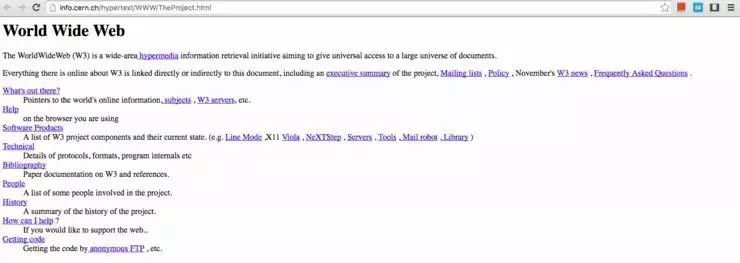 info.cern.ch/hypertext/WWW/TheProject.html
World Wide Web
The WorldWideWeb (W3) is a wide-area hypermedia information retrieval initiative aiming to give universal access to a large universe of documents.
Everything there is online about W3 is linked directly or indirectly to this document, including an executive summary of the project, Mailing lists , Policy , November's W3 news , Frequently Asked Questions .
What's out there?
Pointers to the world's online information, subjects , W3 servers, etc.
Help
on the browser you are using
Software Products
A list of W3 project components and their current state. (e.g. Line Mode ,X11 Viola , NeXTStep , Servers , Tools , Mail robot , Library )
Technical
Details of protocols, formats, program internals etc
Bibliography
Paper documentation on W3 and references.
People
A list of some people involved in the project.
History
A summary of the history of the project.
How can I help ?
If you would like to support the web..
Getting code
Getting the code by anonymous FTP , etc.